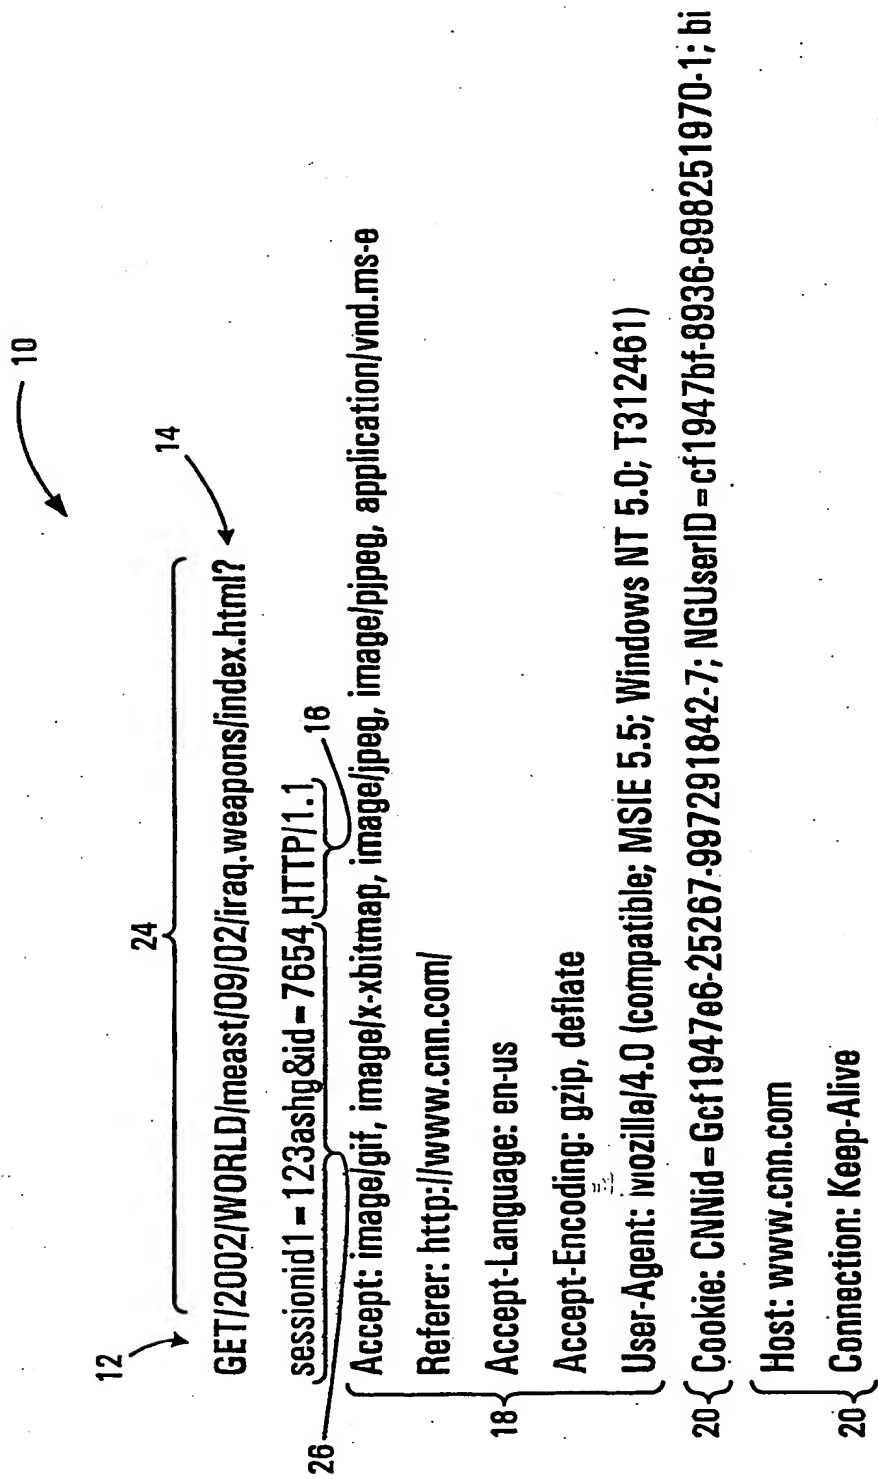 10
24
12
14
GET/2002/WORLD/meast/09/02/iraq.weapons/index.html?
sessionid1=123ashg&id=7654 HTTP/1.1
26
16
Accept: image/gif, image/x-xbitmap, image/jpeg, image/pjpeg, application/vnd.ms-e
Referer: http://www.cnn.com/
18
Accept-Language: en-us
Accept-Encoding: gzip, deflate
User-Agent: Mozilla/4.0 (compatible; MSIE 5.5; Windows NT 5.0; T312461)
20 Cookie: CNNid=Gcf1947e6-25267-997291842-7; NGUserID=cf1947bf-8936-998251970-1; bi
Host: www.cnn.com
20
Connection: Keep-Alive